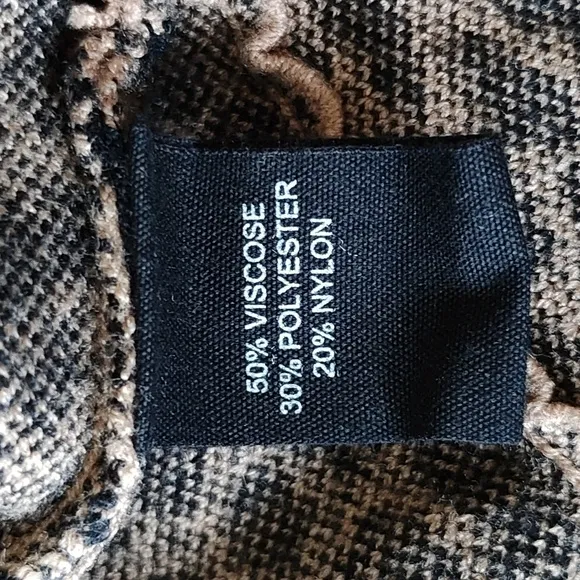 50% VISCOSE
30% POLYESTER
20% NYLON